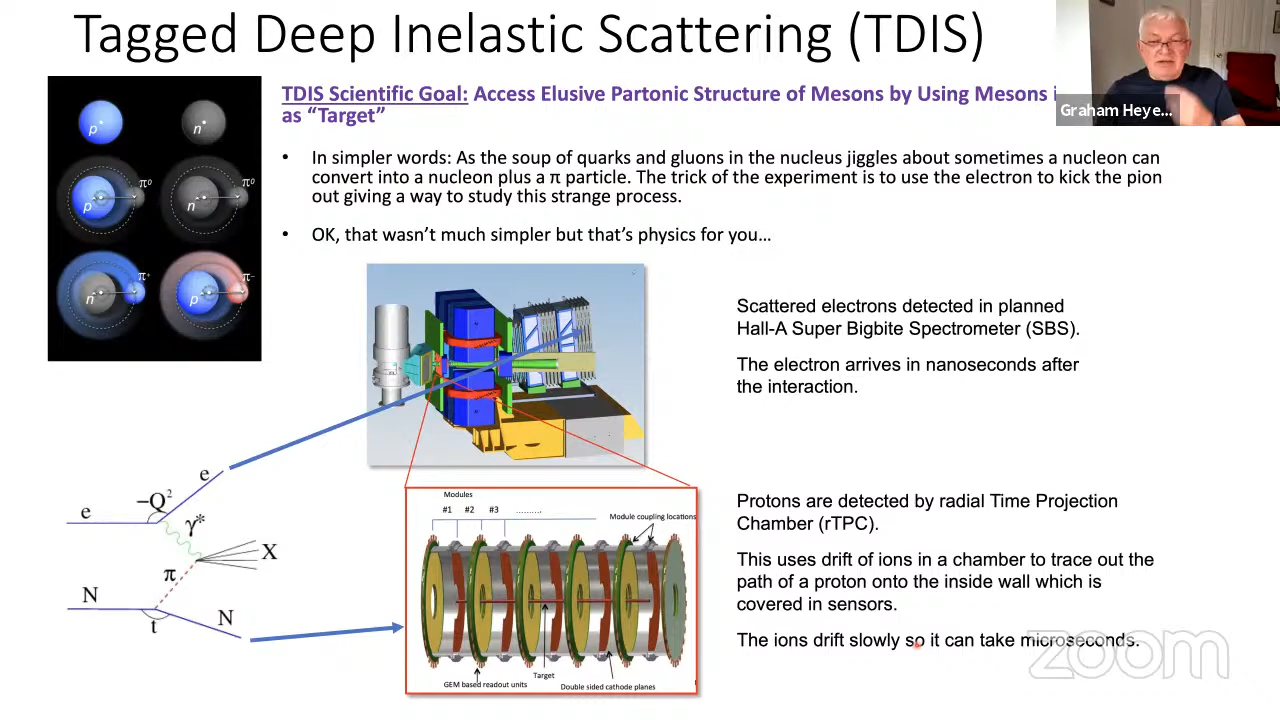 Tagged Deep Inelastic Scattering (TDIS)
TDIS Scientific Goal: Access Elusive Partonic Structure of Mesons by Using Mesons
as “Target”
Graham Heye...
• In simpler words: As the soup of quarks and gluons in the nucleus jiggles about sometimes a nucleon can
convert into a nucleon plus a π particle. The trick of the experiment is to use the electron to kick the pion
out giving a way to study this strange process.
• OK, that wasn’t much simpler but that’s physics for you…
p n
p π⁰ n π⁰
n π⁺ p π⁻
Scattered electrons detected in planned
Hall-A Super Bigbite Spectrometer (SBS).
The electron arrives in nanoseconds after
the interaction.
e
e
−Q²
γ*
X
π
N
N
t
Modules
#1 #2 #3 .........
Module coupling locations
Target
GEM based readout units
Double sided cathode planes
Protons are detected by radial Time Projection
Chamber (rTPC).
This uses drift of ions in a chamber to trace out the
path of a proton onto the inside wall which is
covered in sensors.
The ions drift slowly so it can take microseconds.
zoom